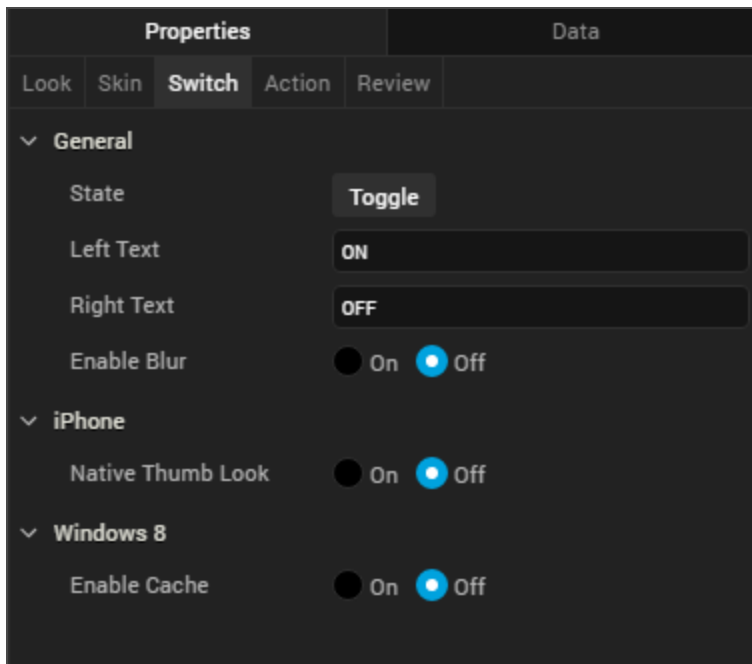 Properties Data
Look Skin Switch Action Review
General
State Toggle
Left Text ON
Right Text OFF
Enable Blur On Off
iPhone
Native Thumb Look On Off
Windows 8
Enable Cache On Off